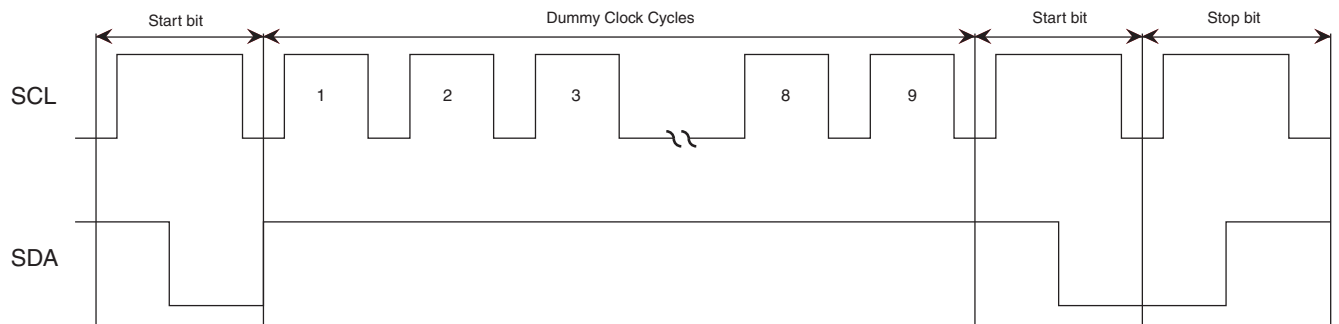 Start bit
Dummy Clock Cycles
Start bit
Stop bit
SCL
1
2
3
8
9
SDA